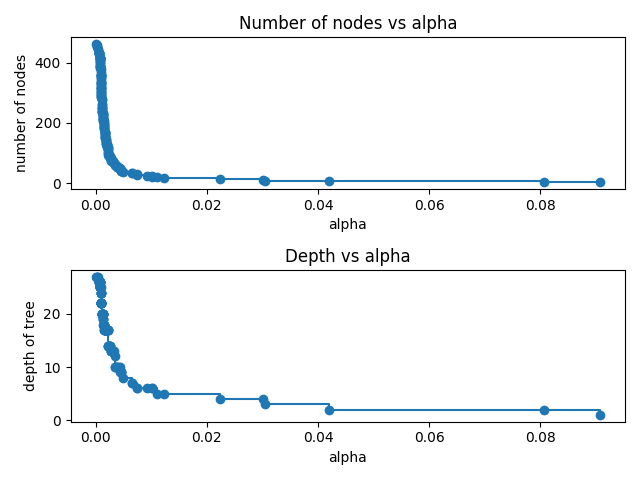 Number of nodes vs alpha
number of nodes
400
200
0
0.00 0.02 0.04 0.06 0.08
alpha
Depth vs alpha
depth of tree
20
10
0
0.00 0.02 0.04 0.06 0.08
alpha